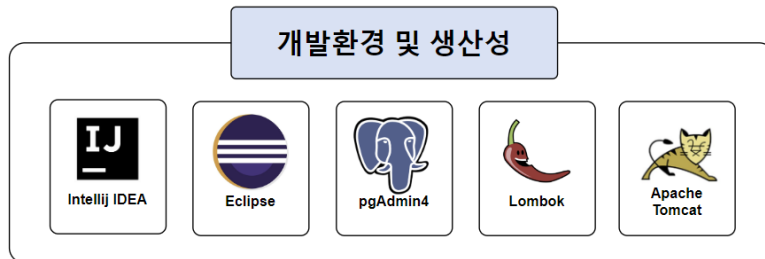 개발환경 및 생산성
IJ
Intellij IDEA
Eclipse
pgAdmin4
Lombok
Apache
Tomcat